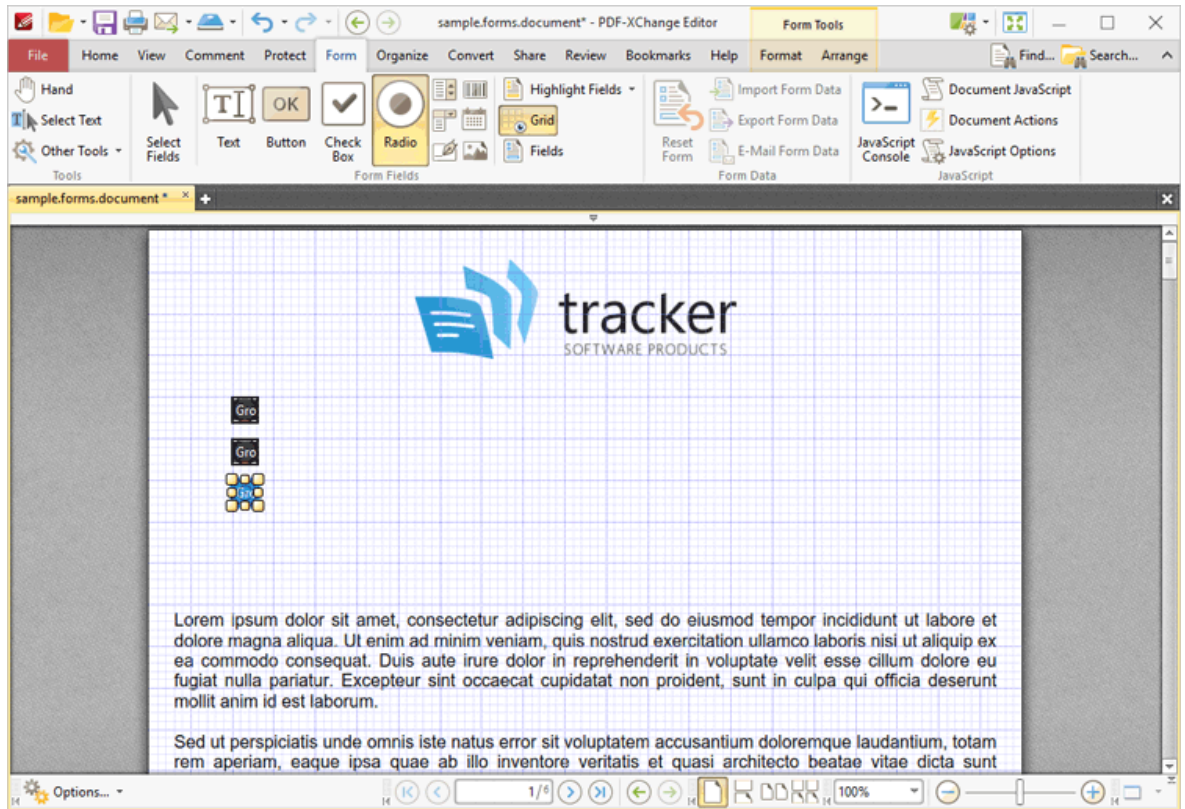 sample.forms.document* - PDF-XChange Editor
Form Tools
File Home View Comment Protect Form Organize Convert Share Review Bookmarks Help Format Arrange Find... Search...
Hand
Select Text
Other Tools
Tools
Select Fields
Text
Button
OK
Check Box
Radio
Form Fields
Highlight Fields
Grid
Fields
Reset Form
Import Form Data
Export Form Data
E-Mail Form Data
Form Data
JavaScript Console
Document JavaScript
Document Actions
JavaScript Options
JavaScript
sample.forms.document *
tracker
SOFTWARE PRODUCTS
Gro
Gro
Lorem ipsum dolor sit amet, consectetur adipiscing elit, sed do eiusmod tempor incididunt ut labore et
dolore magna aliqua. Ut enim ad minim veniam, quis nostrud exercitation ullamco laboris nisi ut aliquip ex
ea commodo consequat. Duis aute irure dolor in reprehenderit in voluptate velit esse cillum dolore eu
fugiat nulla pariatur. Excepteur sint occaecat cupidatat non proident, sunt in culpa qui officia deserunt
mollit anim id est laborum.
Sed ut perspiciatis unde omnis iste natus error sit voluptatem accusantium doloremque laudantium, totam
rem aperiam, eaque ipsa quae ab illo inventore veritatis et quasi architecto beatae vitae dicta sunt
Options... 1/6 100%